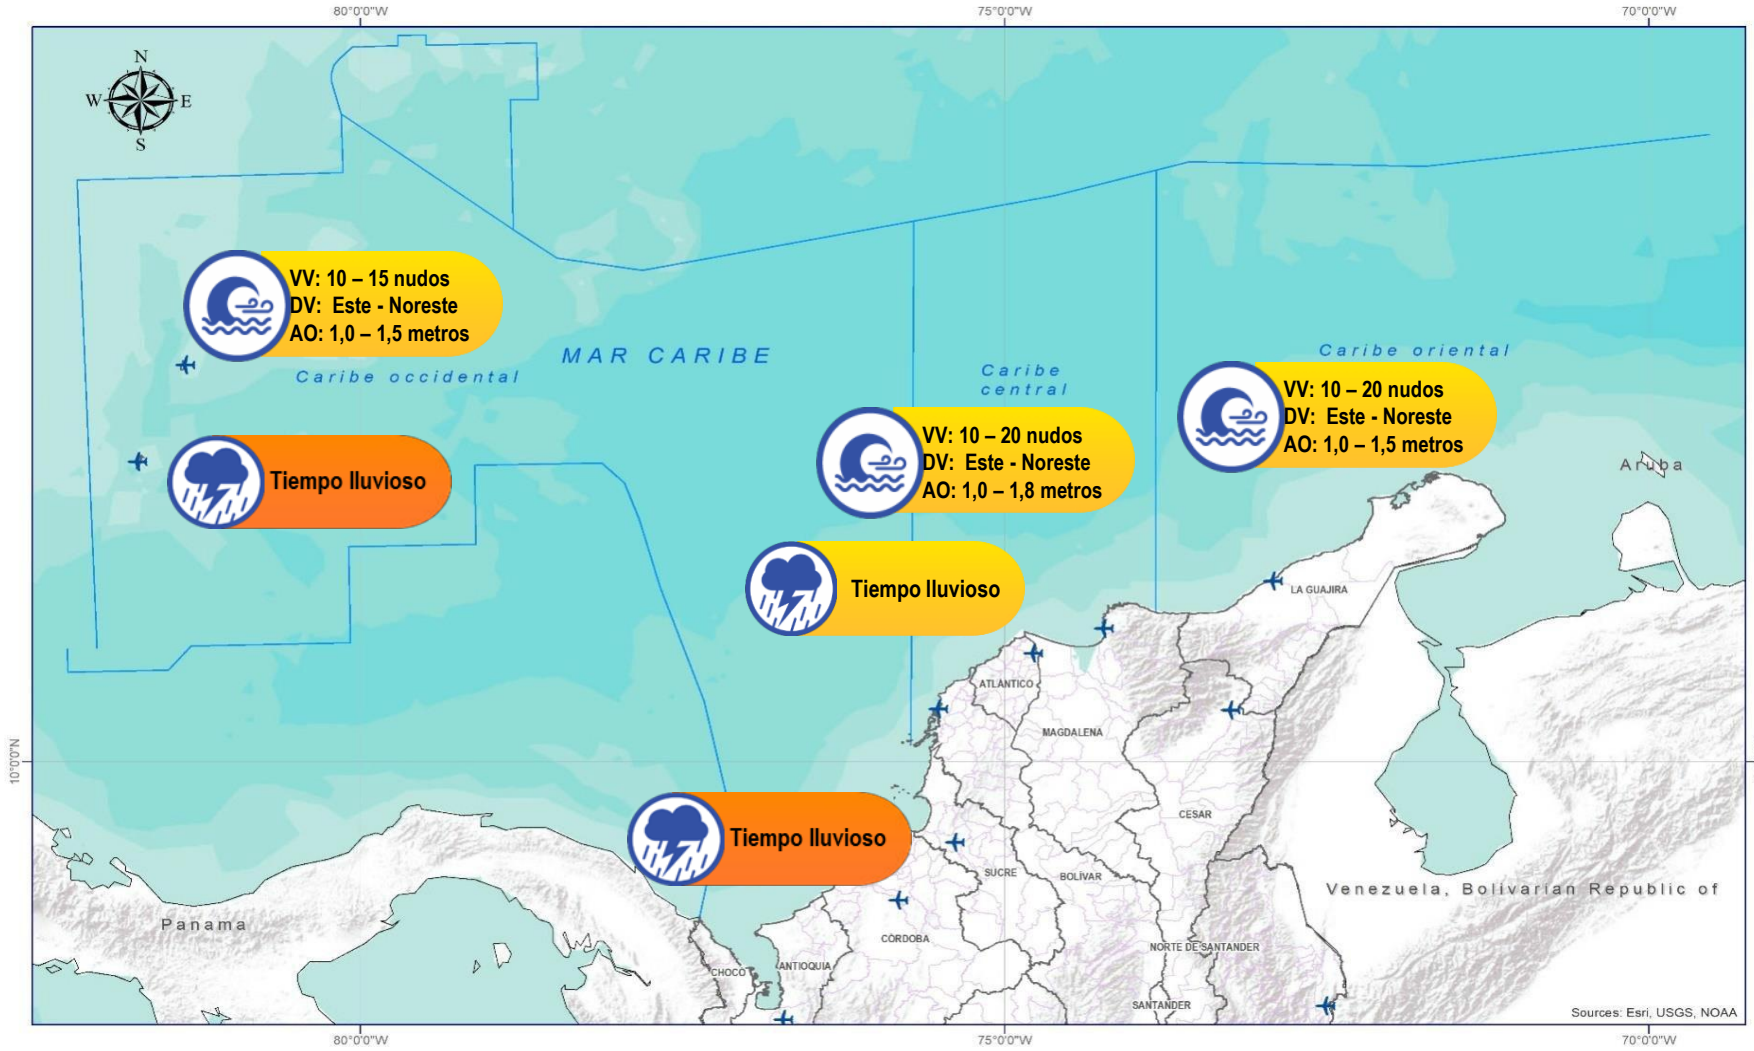 80°0'0"W
75°0'0"W
70°0'0"W
N
W
E
S
VV: 10 – 15 nudos
DV: Este - Noreste
AO: 1,0 – 1,5 metros
MAR CARIBE
Caribe occidental
Caribe
central
Caribe oriental
VV: 10 – 20 nudos
DV: Este - Noreste
AO: 1,0 – 1,5 metros
VV: 10 – 20 nudos
DV: Este - Noreste
AO: 1,0 – 1,8 metros
Aruba
Tiempo lluvioso
Tiempo lluvioso
LA GUAJIRA
ATLÁNTICO
MAGDALENA
10°0'0"N
CESAR
Tiempo lluvioso
SUCRE
BOLÍVAR
Venezuela, Bolivarian Republic of
Panama
CÓRDOBA
NORTE DE SANTANDER
CHOCÓ
ANTIOQUIA
SANTANDER
Sources: Esri, USGS, NOAA
80°0'0"W
75°0'0"W
70°0'0"W